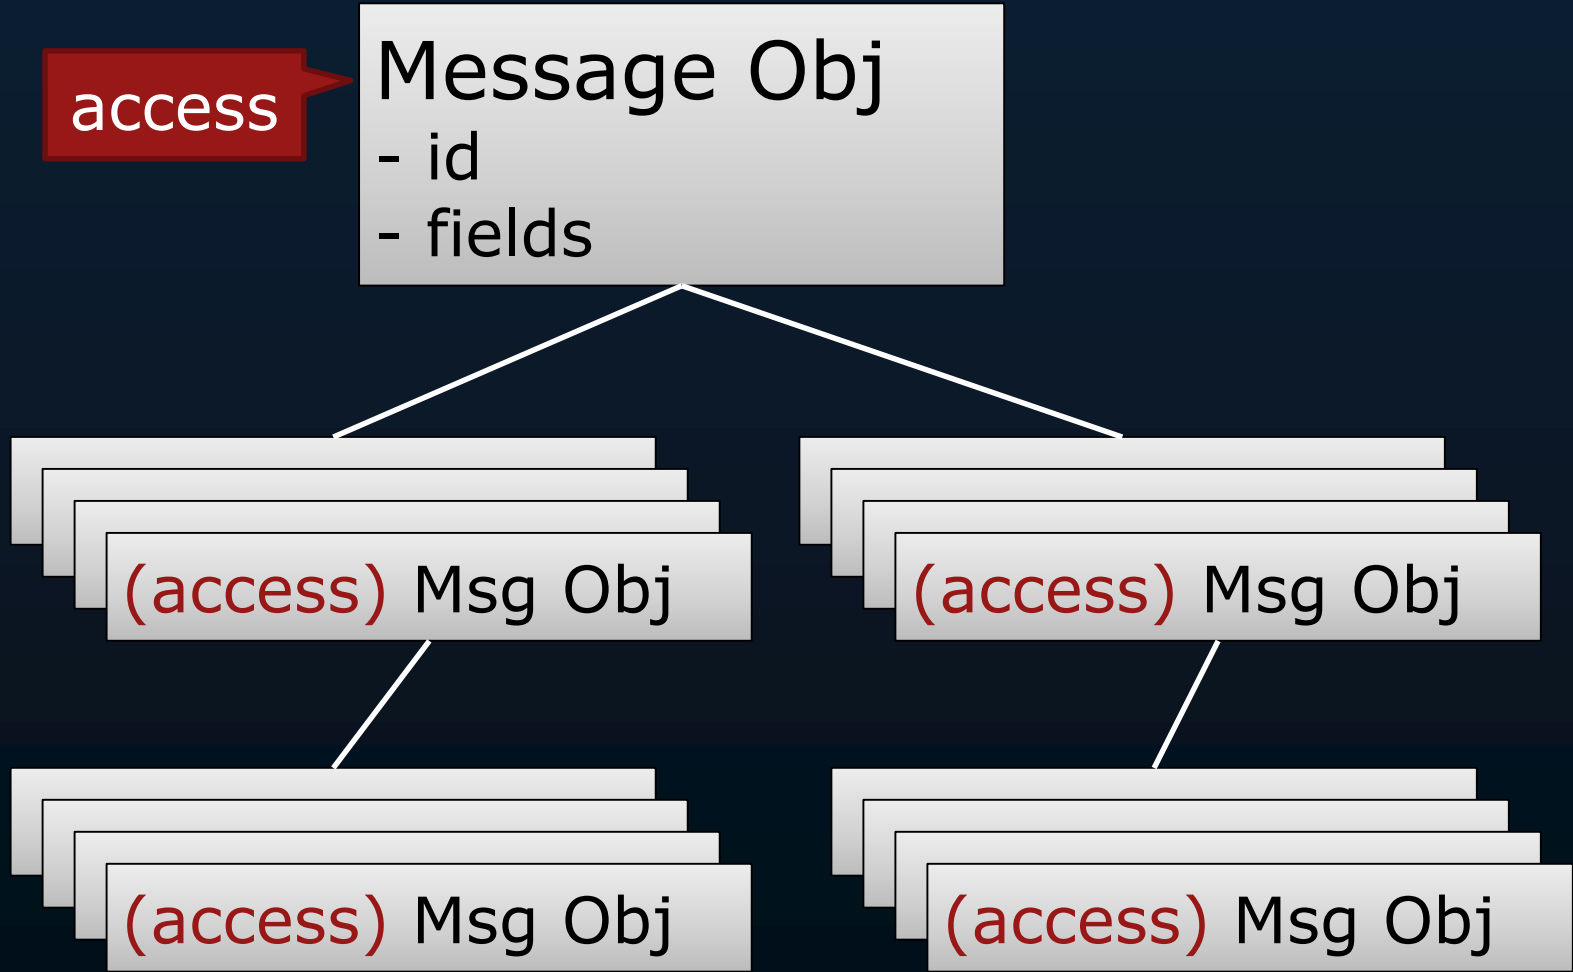 access
Message Obj
- id
- fields
(access) Msg Obj
(access) Msg Obj
(access) Msg Obj
(access) Msg Obj